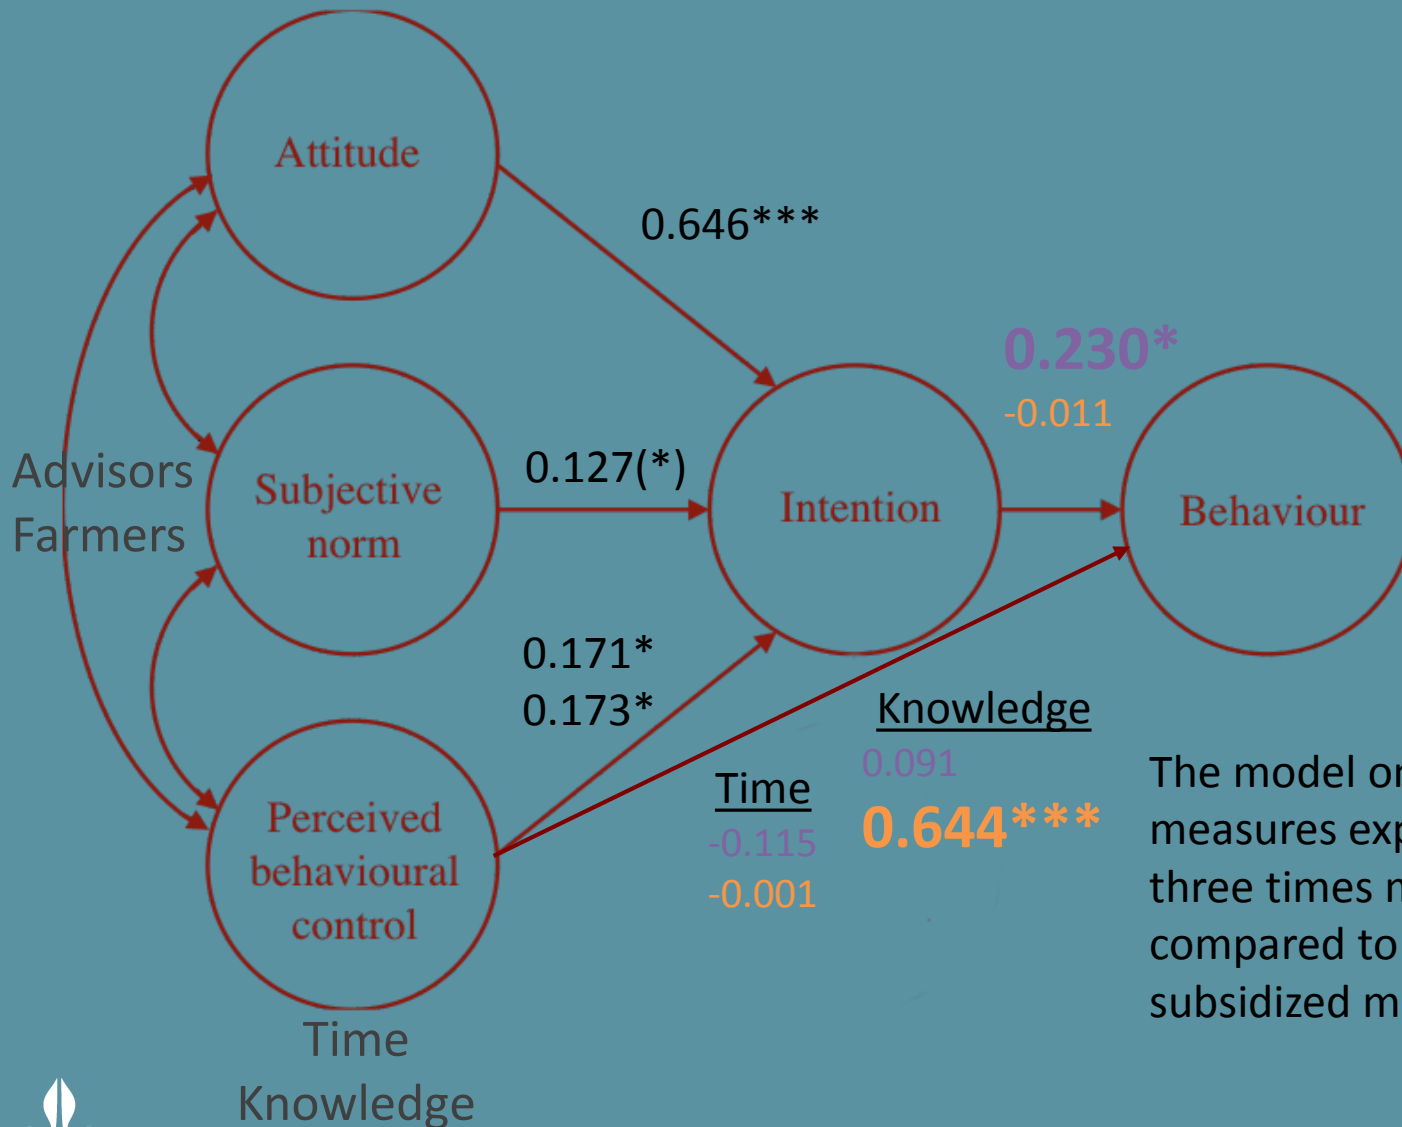 Attitude
0.646***
0.230*
-0.011
Advisors
Farmers
Subjective
norm
0.127(*)
Intention
Behaviour
0.171*
0.173*
Perceived
behavioural
control
Time
-0.115
-0.001
Knowledge
0.091
0.644***
The model
measures
three times
compared to
subsidized
Time
Knowledge